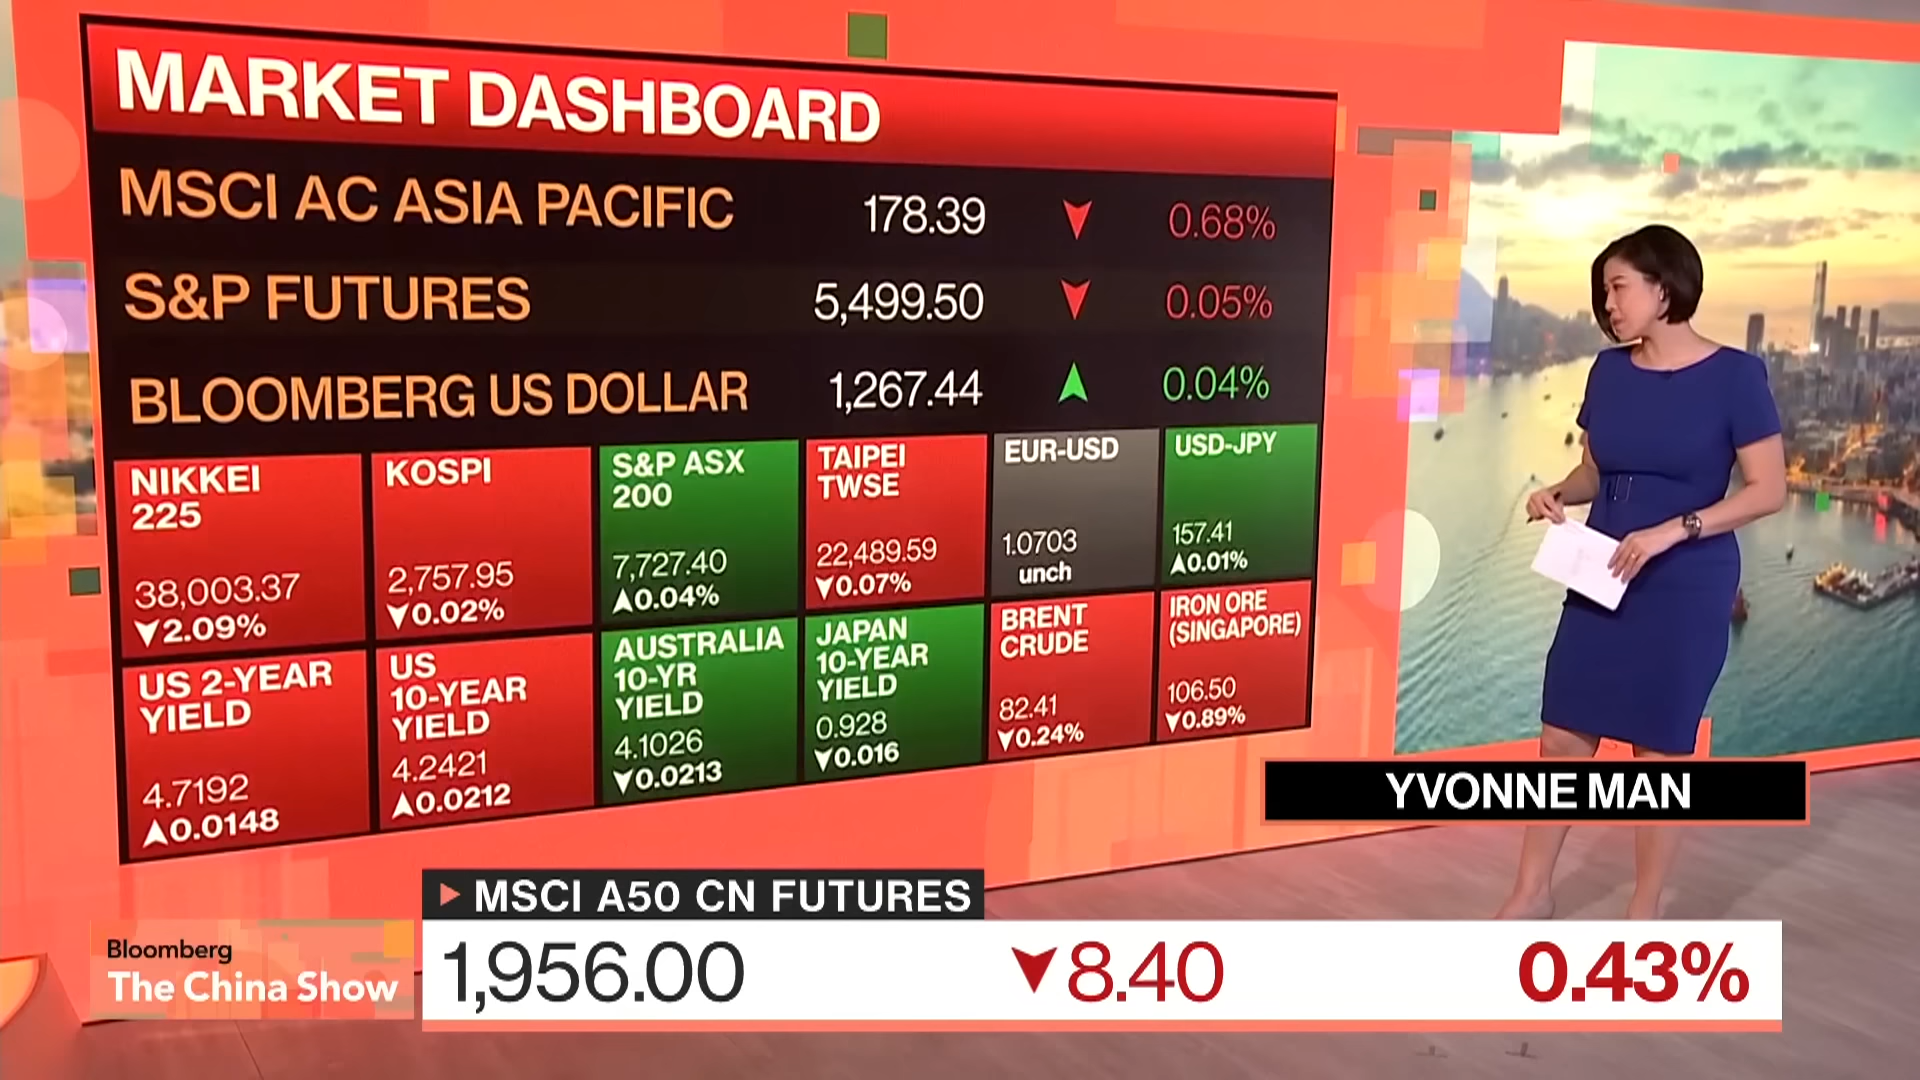 MARKET DASHBOARD
MSCI AC ASIA PACIFIC 178.39 ▼ 0.68%
S&P FUTURES 5,499.50 ▼ 0.05%
BLOOMBERG US DOLLAR 1,267.44 ▲ 0.04%
NIKKEI
225
38,003.37
▼2.09%
KOSPI
2,757.95
▼0.02%
S&P ASX
200
7,727.40
▲0.04%
TAIPEI
TWSE
22,489.59
▼0.07%
EUR-USD
1.0703
unch
USD-JPY
157.41
▲0.01%
US 2-YEAR
YIELD
4.7192
▲0.0148
US
10-YEAR
YIELD
4.2421
▲0.0212
AUSTRALIA
10-YR
YIELD
4.1026
▼0.0213
JAPAN
10-YEAR
YIELD
0.928
▼0.016
BRENT
CRUDE
82.41
▼0.24%
IRON ORE
(SINGAPORE)
106.50
▼0.89%
YVONNE MAN
MSCI A50 CN FUTURES
1,956.00 ▼8.40 0.43%
Bloomberg
The China Show